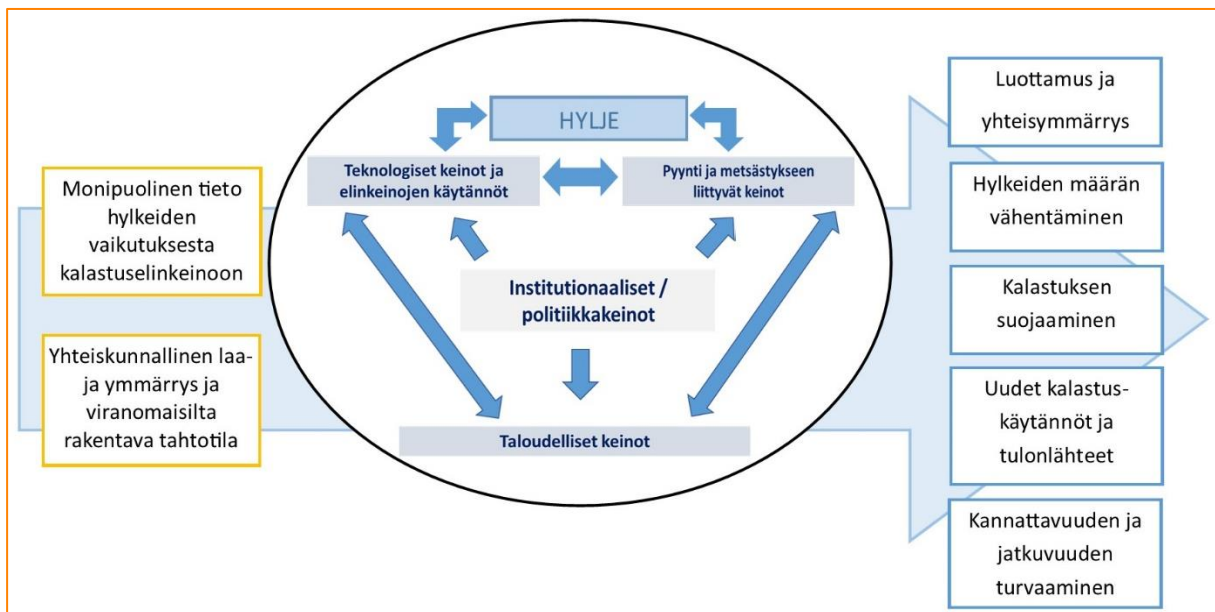 Monipuolinen tieto
hylkeiden
vaikutuksesta
kalastuselinkeinoon
Yhteiskunnallinen laa-
ja ymmärrys ja
viranomaisilta
rakentava tahtotila
HYLJE
Teknologiset keinot ja
elinkeinojen käytännöt
Pyynti ja metsästykseen
liittyvät keinot
Institutionaaliset /
politiikkakeinot
Taloudelliset keinot
Luottamus ja
yhteisymmärrys
Hylkeiden määrän
vähentäminen
Kalastuksen
suojaaminen
Uudet kalastus-
käytännöt ja
tulonlähteet
Kannattavuuden ja
jatkuvuuden
turvaaminen